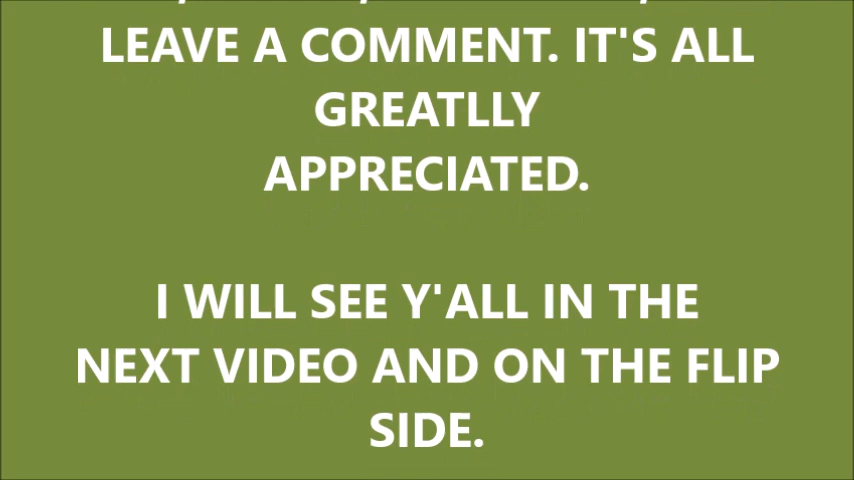 LEAVE A COMMENT. IT'S ALL
GREATLLY
APPRECIATED.
I WILL SEE Y'ALL IN THE
NEXT VIDEO AND ON THE FLIP
SIDE.